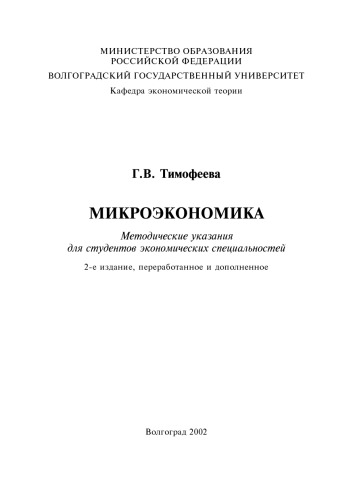 МИНИСТЕРСТВО ОБРАЗОВАНИЯ
РОССИЙСКОЙ ФЕДЕРАЦИИ
ВОЛГОГРАДСКИЙ ГОСУДАРСТВЕННЫЙ УНИВЕРСИТЕТ
Кафедра экономической теории
Г.В. Тимофеева
МИКРОЭКОНОМИКА
Методические указания
для студентов экономических специальностей
2-е издание, переработанное и дополненное
Волгоград 2002